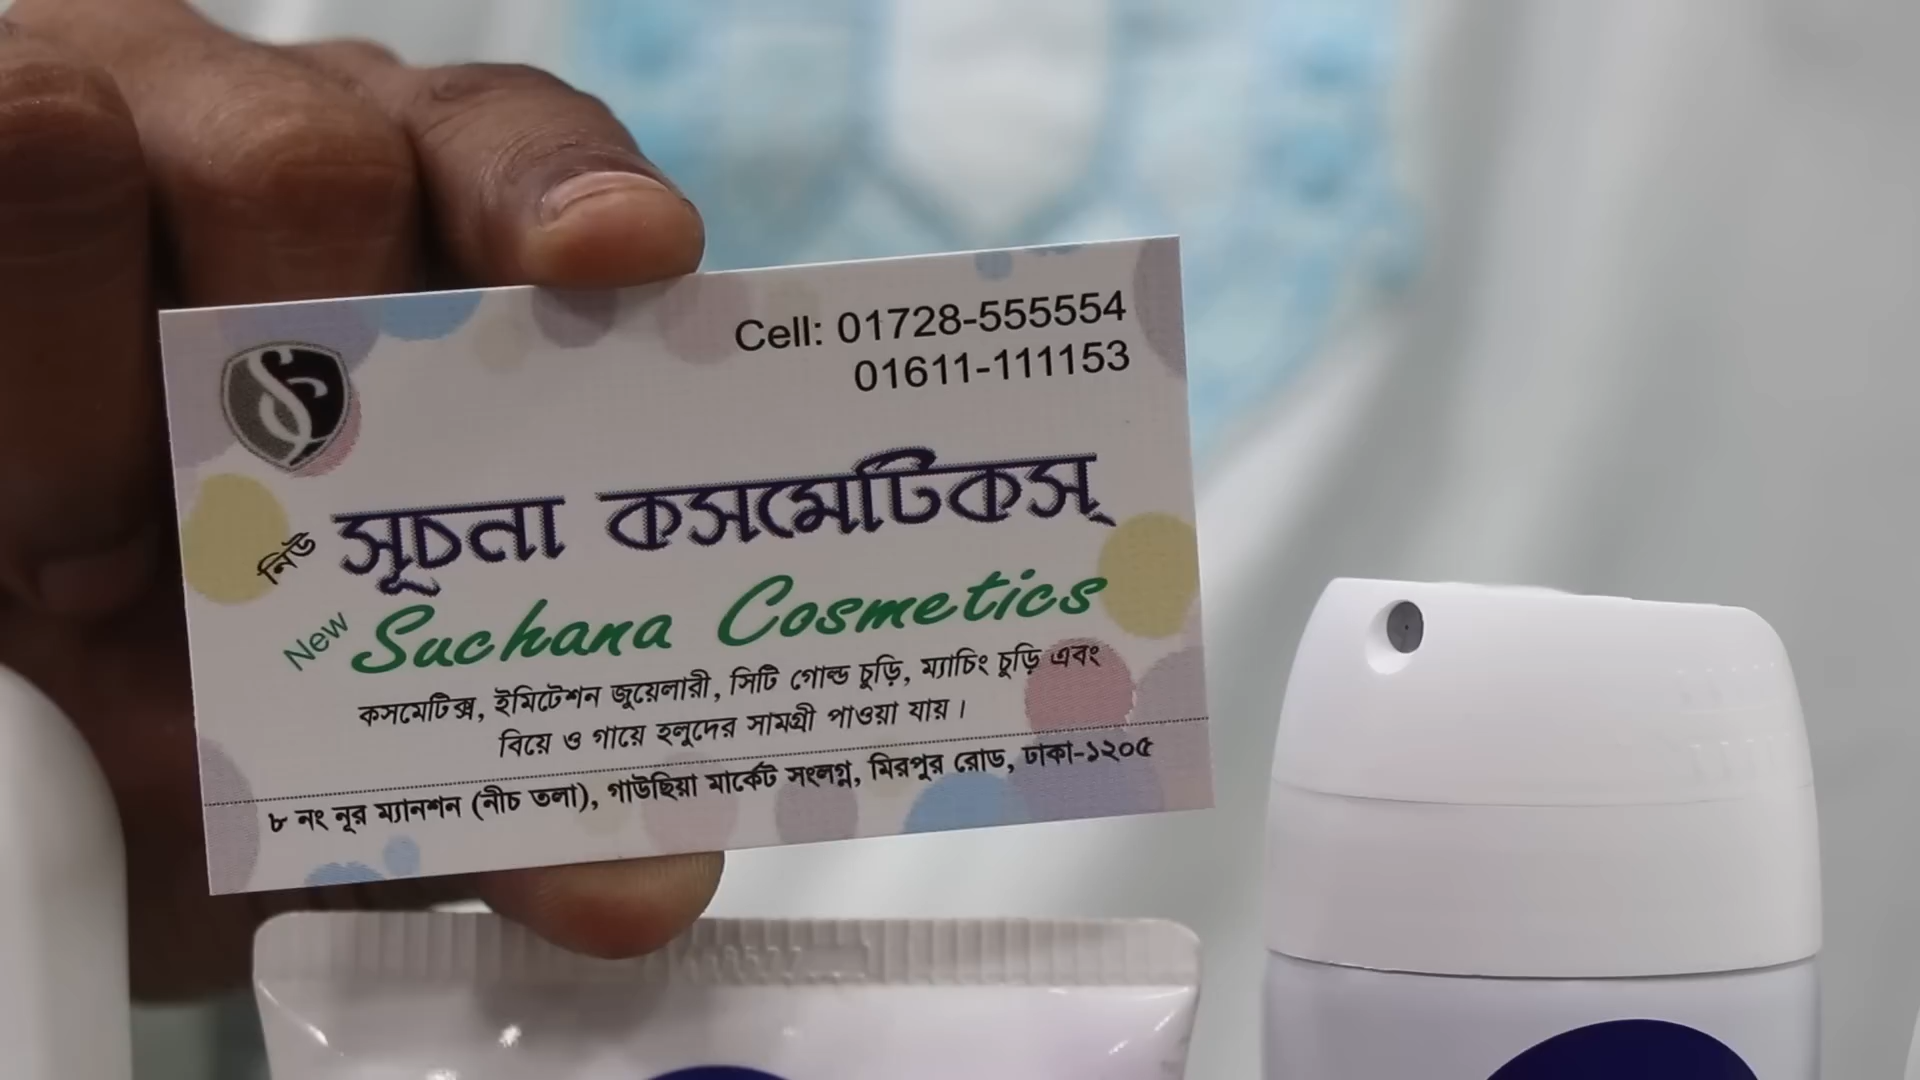 Cell: 01728-555554
01611-111153
নিউ সূচনা কসমেটিকস্
New Suchana Cosmetics
কসমেটিক্স, ইমিটেশন জুয়েলারী, সিটি গোল্ড চুড়ি, ম্যাচিং চুড়ি এবং
বিয়ে ও গায়ে হলুদের সামগ্রী পাওয়া যায়।
৮ নং নূর ম্যানশন (নীচ তলা), গাউছিয়া মার্কেট সংলগ্ন, মিরপুর রোড, ঢাকা-১২০৫